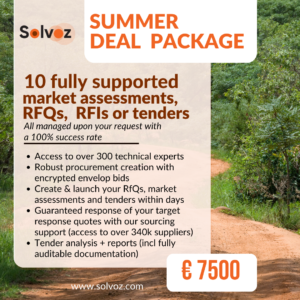 Solvoz
SUMMER
DEAL PACKAGE
10 fully supported
market assessments,
RFQs, RFIs or tenders
All managed upon your request with
a 100% success rate
• Access to over 300 technical experts
• Robust procurement creation with
encrypted envelop bids
• Create & launch your RfQs, market
assessments and tenders within days
• Guaranteed response of your target
response quotes with our sourcing
support (access to over 340k suppliers)
• Tender analysis + reports (incl fully
auditable documentation)
€ 7500
www.solvoz.com